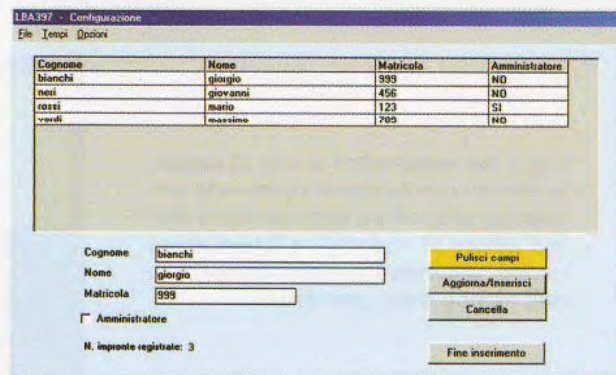 LBA397 - Configurazione
File Tempi Opzioni
Cognome Nome Matricola Amministratore
bianchi giorgio 999 NO
neri giovanni 456 NO
rossi mario 123 SI
verdi massimo 789 NO
Cognome bianchi
Nome giorgio
Matricola 999
Amministratore
N. impronte registrate: 3
Pulisci campi
Aggiorna/Inserisci
Cancella
Fine inserimento